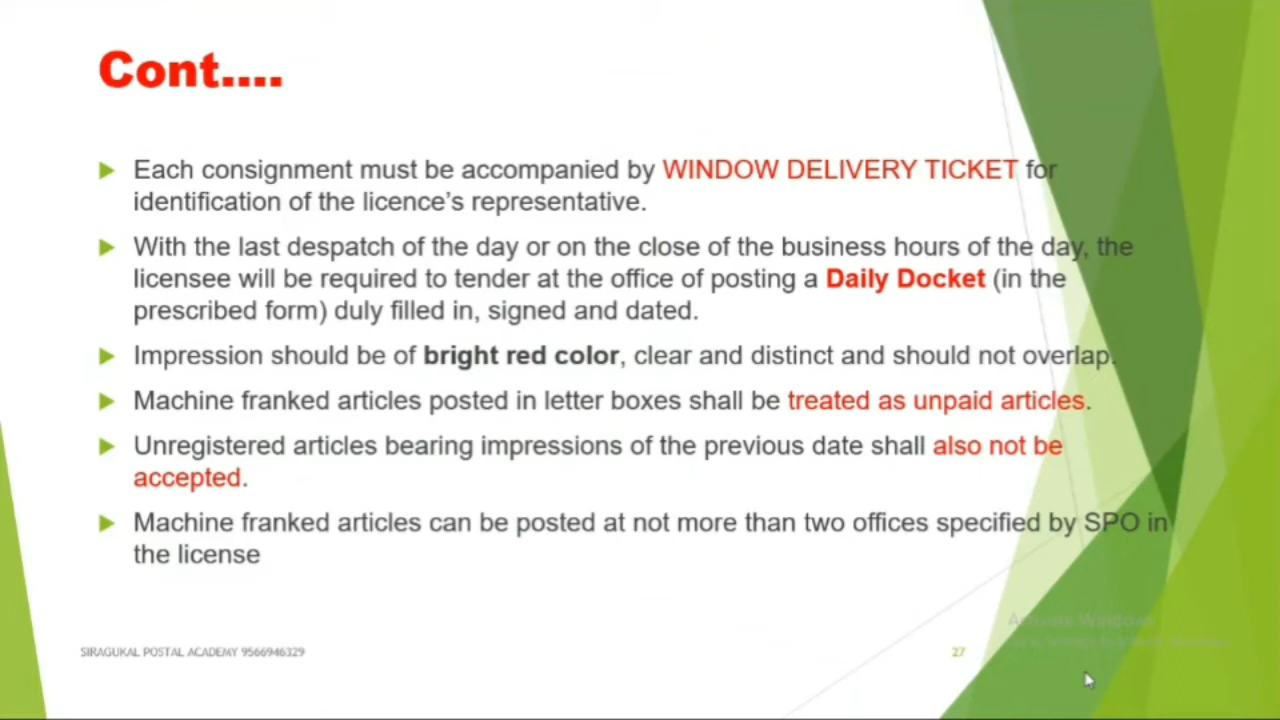 Cont....
Each consignment must be accompanied by WINDOW DELIVERY TICKET for
identification of the licence's representative.
With the last despatch of the day or on the close of the business hours of the day, the
licensee will be required to tender at the office of posting a Daily Docket (in the
prescribed form) duly filled in, signed and dated.
Impression should be of bright red color, clear and distinct and should not overlap.
Machine franked articles posted in letter boxes shall be treated as unpaid articles.
Unregistered articles bearing impressions of the previous date shall also not be
accepted.
Machine franked articles can be posted at not more than two offices specified by SPO in
the license
Activate Windows
SIRAGUKAL POSTAL ACADEMY 9566946329
27